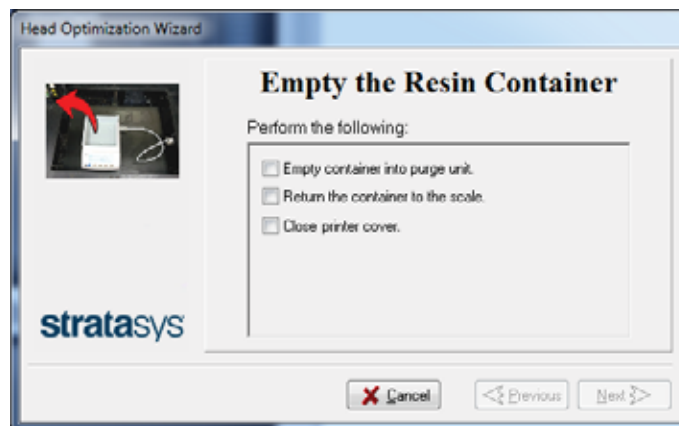 Head Optimization Wizard
Empty the Resin Container
Perform the following:
Empty container into purge unit.
Return the container to the scale.
Close printer cover.
stratasys
Cancel
Previous
Next